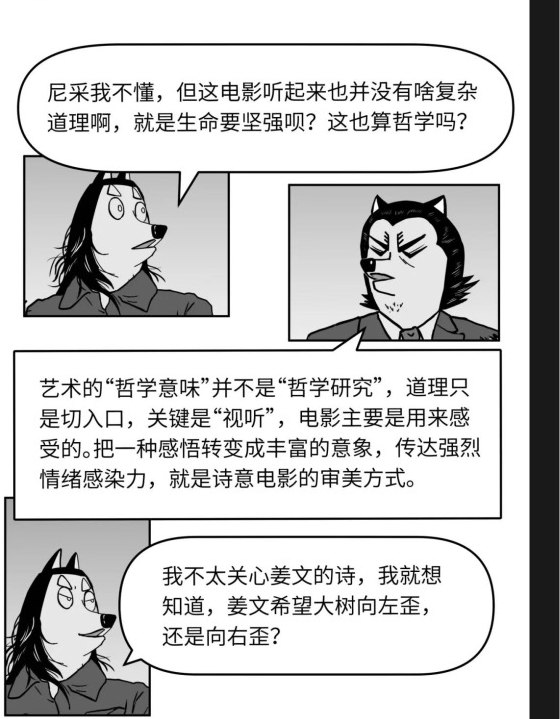 尼采我不懂，但这电影听起来也并没有啥复杂
道理啊，就是生命要坚强呗？这也算哲学吗？
艺术的“哲学意味”并不是“哲学研究”，道理只
是切入口，关键是“视听”，电影主要是用来感
受的。把一种感悟转变成丰富的意象，传达强烈
情绪感染力，就是诗意电影的审美方式。
我不太关心姜文的诗，我就想
知道，姜文希望大树向左歪，
还是向右歪？